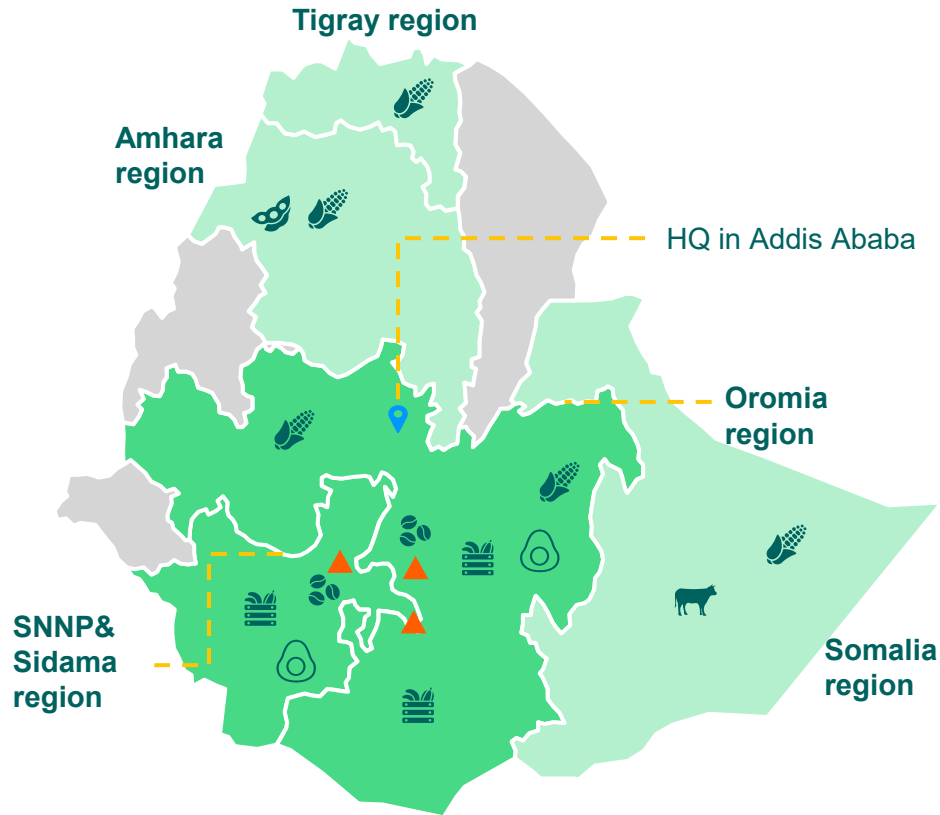 Tigray region
Amhara
region
HQ in Addis Ababa
Oromia
region
SNNP&
Sidama
region
Somalia
region